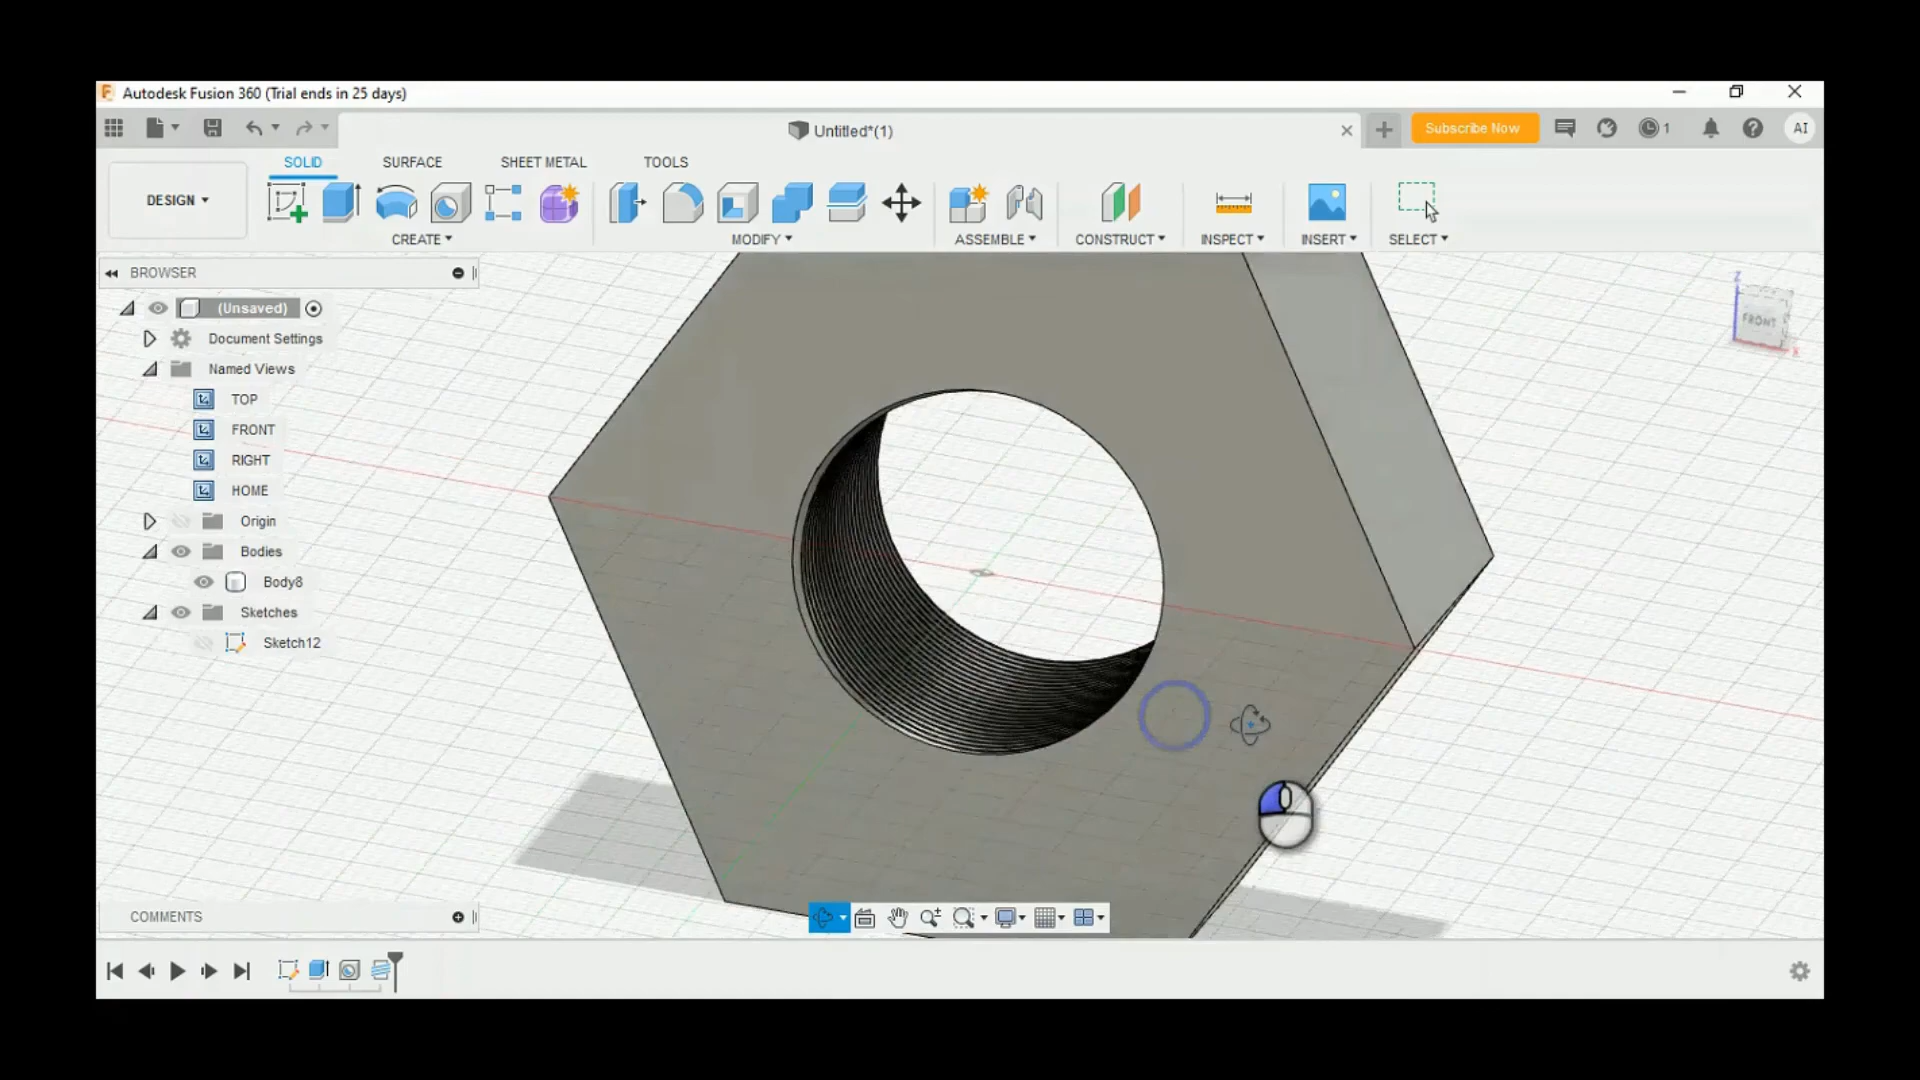 Autodesk Fusion 360 (Trial ends in 25 days)
Untitled*(1)
Subscribe Now
1
AI
DESIGN
SOLID
SURFACE
SHEET METAL
TOOLS
CREATE
MODIFY
ASSEMBLE
CONSTRUCT
INSPECT
INSERT
SELECT
BROWSER
(Unsaved)
Document Settings
Named Views
TOP
FRONT
RIGHT
HOME
Origin
Bodies
Body8
Sketches
Sketch12
Z
FRONT
X
COMMENTS